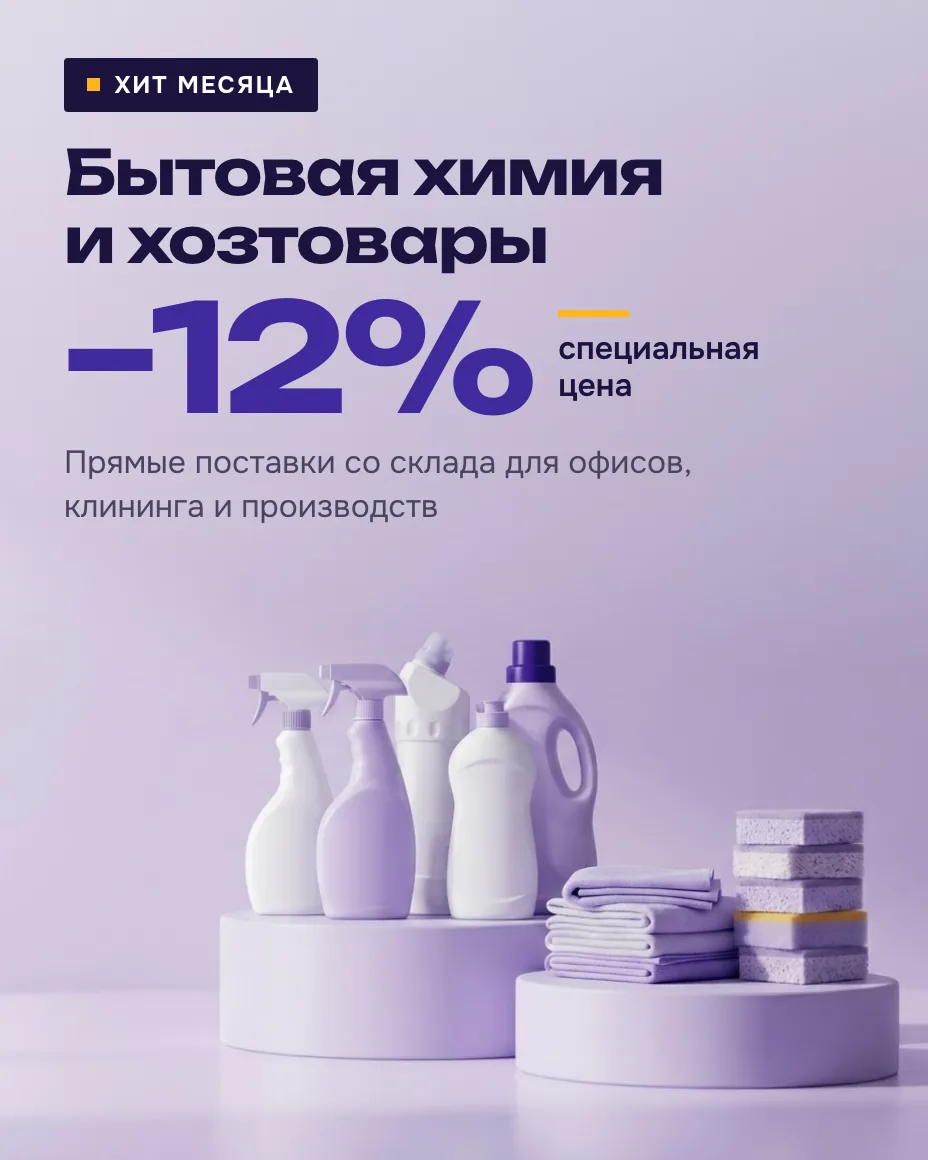 ХИТ МЕСЯЦА
Бытовая химия
и хозтовары
−12%
специальная
цена
Прямые поставки со склада для офисов,
клининга и производств